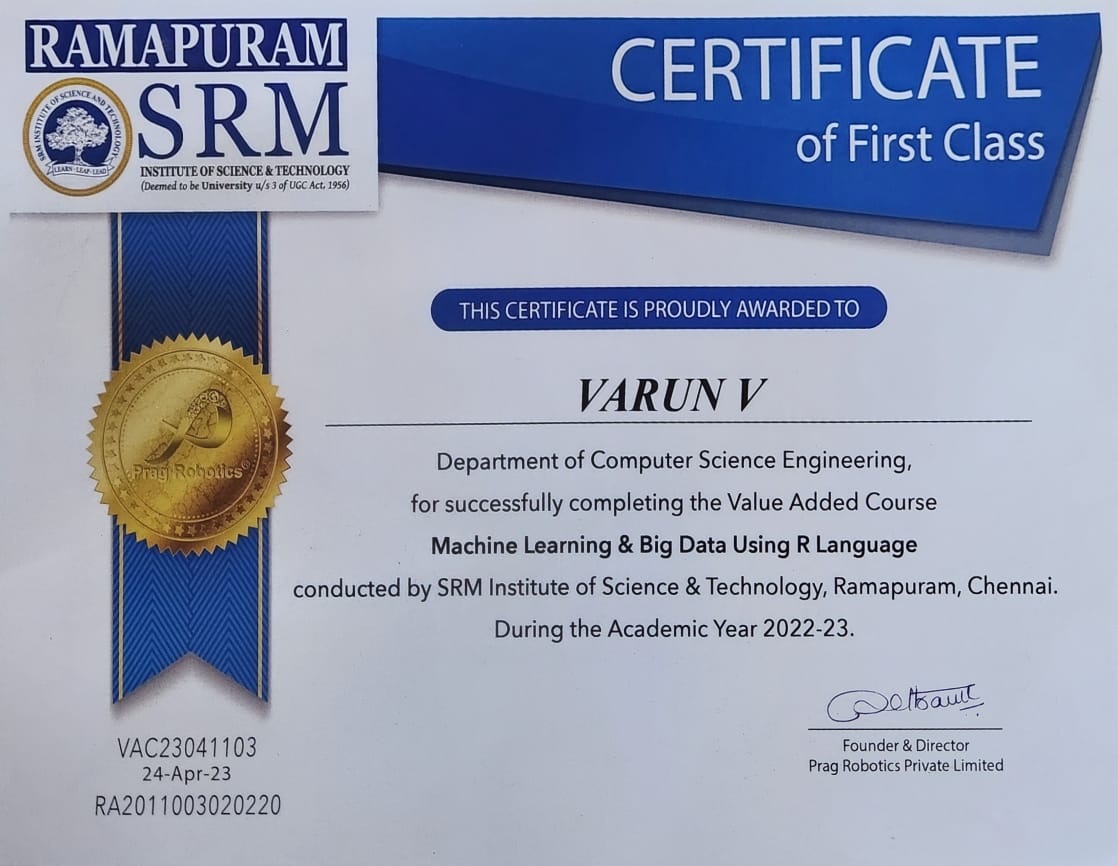 RAMAPURAM
SRM
INSTITUTE OF SCIENCE & TECHNOLOGY
(Deemed to be University u/s 3 of UGC Act, 1956)
SRM INSTITUTE OF SCIENCE AND TECHNOLOGY
LEARN · LEAP · LEAD
CERTIFICATE
of First Class
THIS CERTIFICATE IS PROUDLY AWARDED TO
VARUN V
Department of Computer Science Engineering,
for successfully completing the Value Added Course
Machine Learning & Big Data Using R Language
conducted by SRM Institute of Science & Technology, Ramapuram, Chennai.
During the Academic Year 2022-23.
Prag Robotics®
VAC23041103
24-Apr-23
RA2011003020220
Founder & Director
Prag Robotics Private Limited